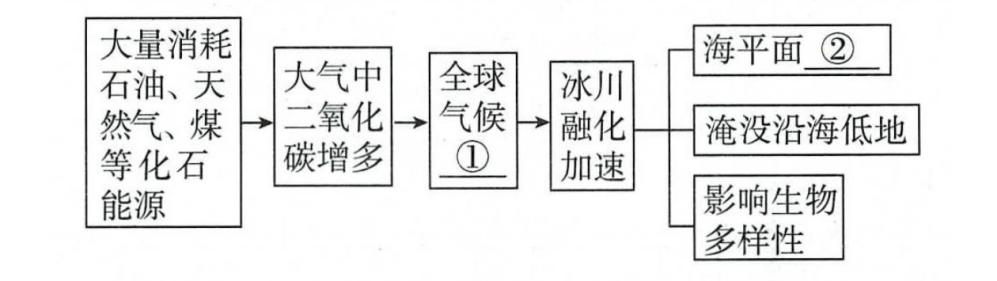 大量消耗
石油、天
然气、煤
等化石
能源
大气中
二氧化
碳增多
全球
气候
①
冰川
融化
加速
海平面 ②
淹没沿海低地
影响生物
多样性